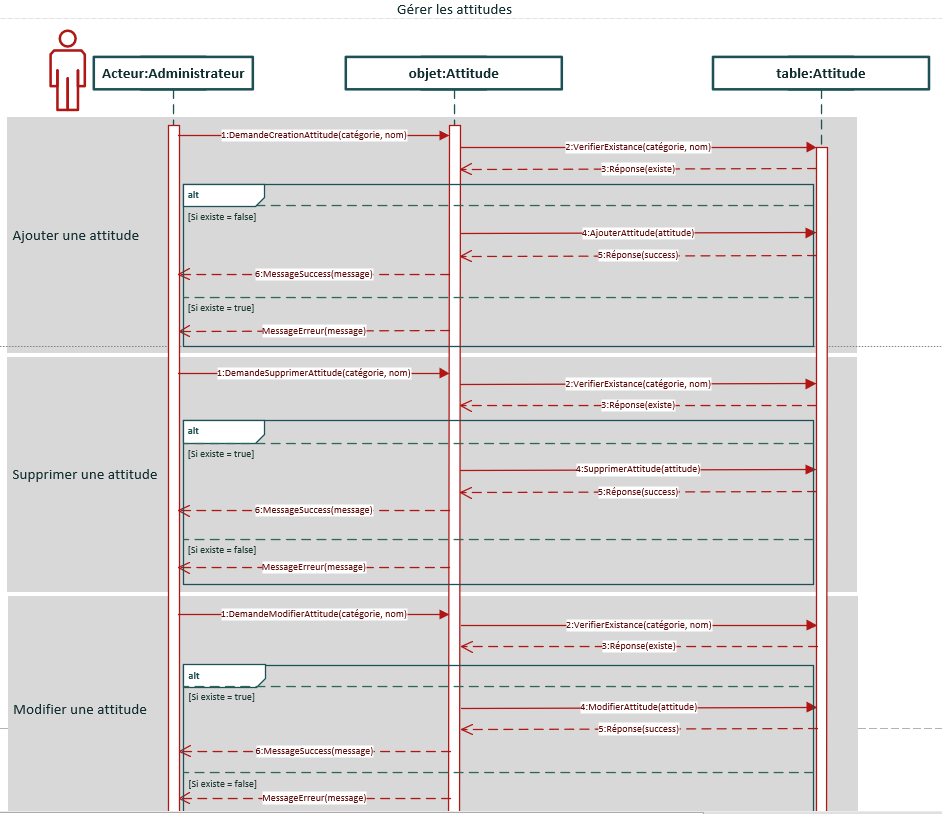 Gérer les attitudes
Acteur:Administrateur
objet:Attitude
table:Attitude
1:DemandeCreationAttitude(catégorie, nom)
2:VerifierExistance(catégorie, nom)
3:Réponse(existe)
alt
[Si existe = false]
Ajouter une attitude
4:AjouterAttitude(attitude)
5:Réponse(success)
6:MessageSuccess(message)
[Si existe = true]
MessageErreur(message)
1:DemandeSupprimerAttitude(catégorie, nom)
2:VerifierExistance(catégorie, nom)
3:Réponse(existe)
alt
[Si existe = true]
Supprimer une attitude
4:SupprimerAttitude(attitude)
5:Réponse(success)
6:MessageSuccess(message)
[Si existe = false]
MessageErreur(message)
1:DemandeModifierAttitude(catégorie, nom)
2:VerifierExistance(catégorie, nom)
3:Réponse(existe)
alt
[Si existe = true]
Modifier une attitude
4:ModifierAttitude(attitude)
5:Réponse(success)
6:MessageSuccess(message)
[Si existe = false]
MessageErreur(message)